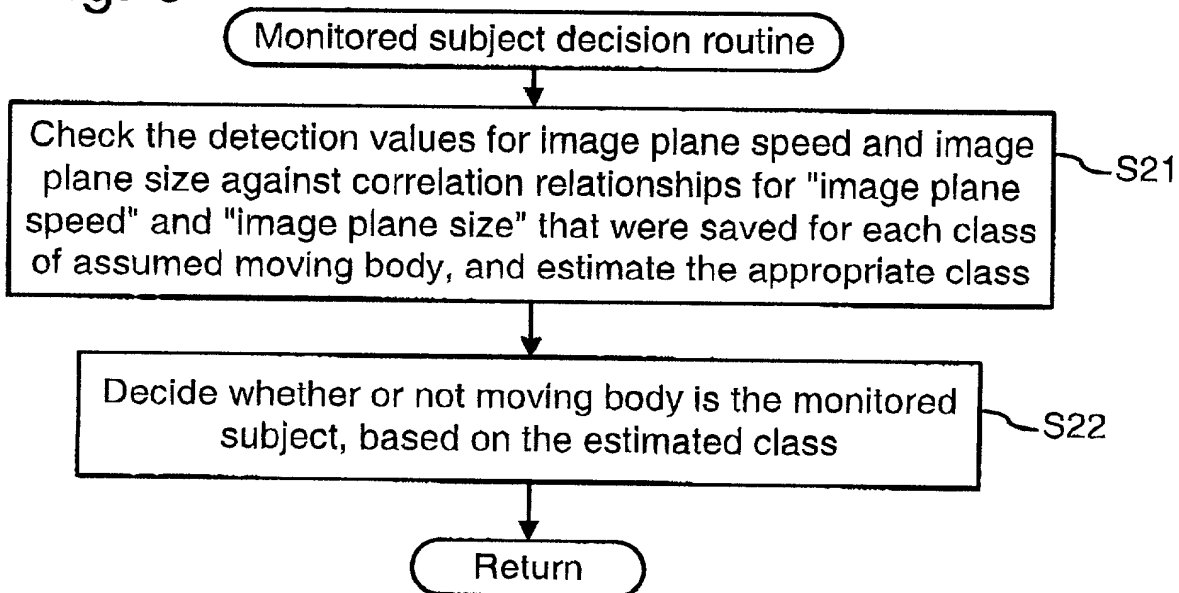 Monitored subject decision routine
Check the detection values for image plane speed and image
plane size against correlation relationships for "image plane
speed" and "image plane size" that were saved for each class
of assumed moving body, and estimate the appropriate class
S21
Decide whether or not moving body is the monitored
subject, based on the estimated class
S22
Return